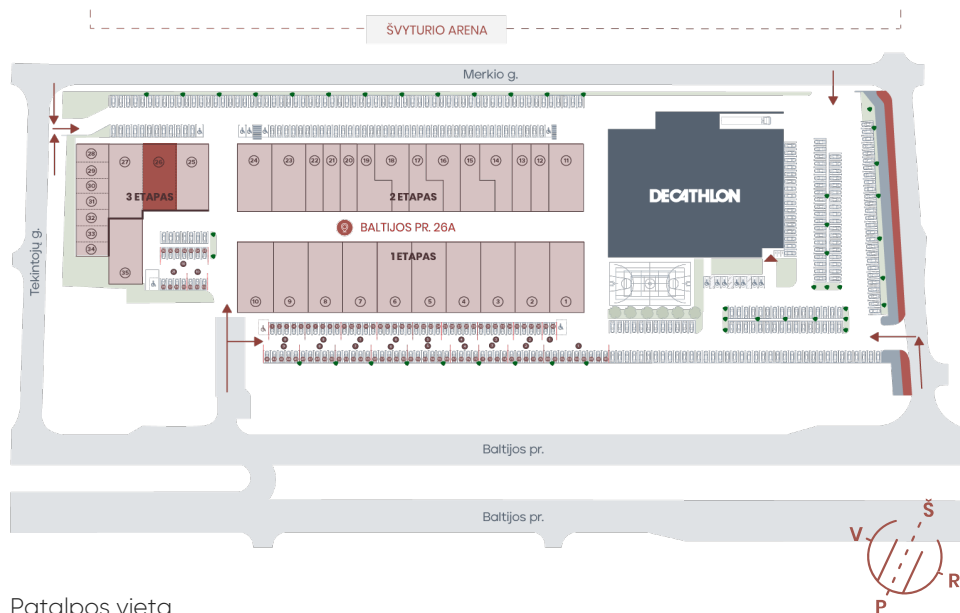 ŠVYTURIO ARENA
Merkio g.
28
29
30
31
32
33
34
27
26
25
3 ETAPAS
35
24
23
22
21
20
19
18
17
16
15
14
13
12
11
2 ETAPAS
BALTIJOS PR. 26A
1 ETAPAS
10
9
8
7
6
5
4
3
2
1
DECATHLON
Tekintojų g.
Baltijos pr.
Baltijos pr.
Š
V
R
P
Patalpos vieta